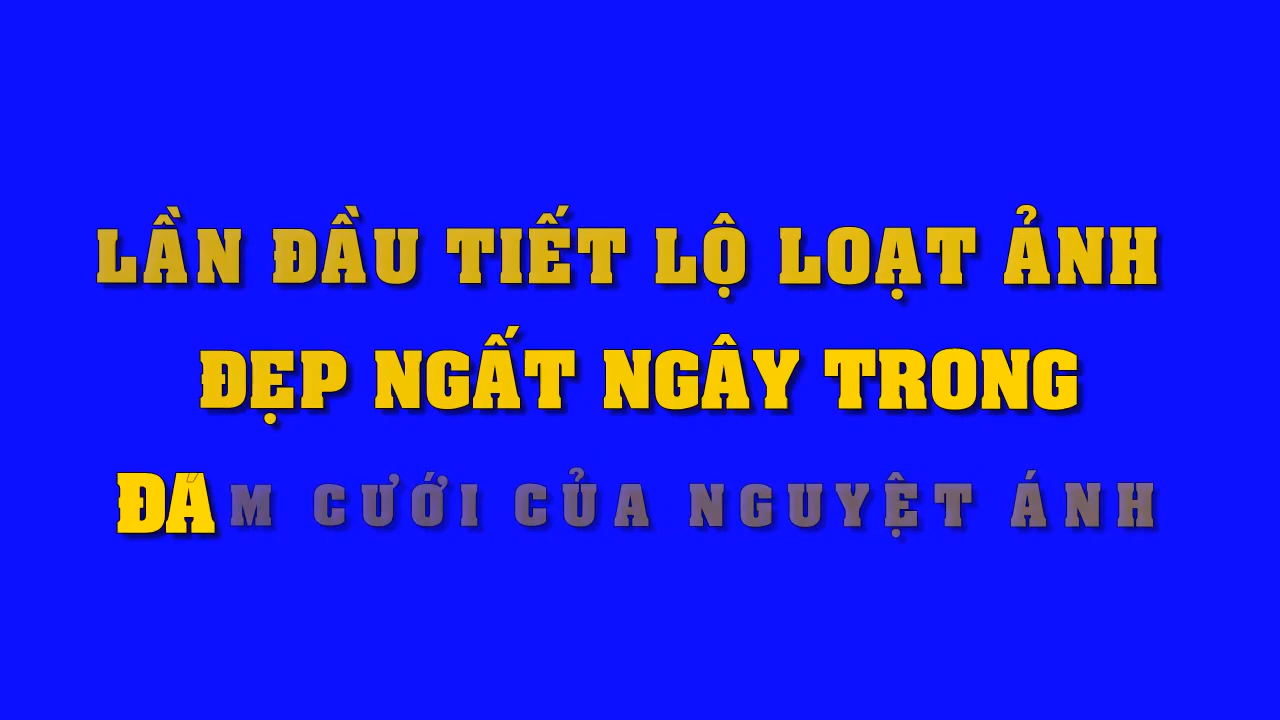 LẦN ĐẦU TIẾT LỘ LOẠT ẢNH
ĐẸP NGẤT NGÂY TRONG
ĐÁM CƯỚI CỦA NGUYỆT ÁNH